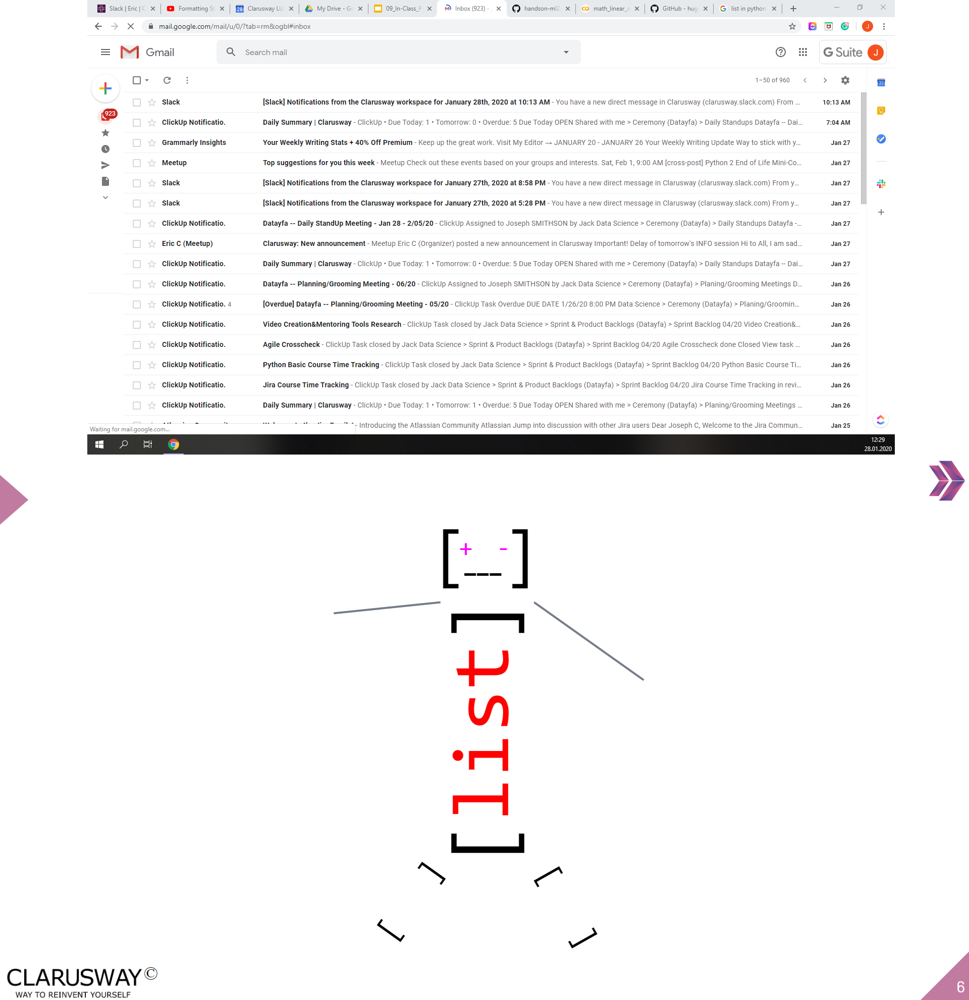 Slack | Eric | C
Formatting St
Clarusway LLC
My Drive - Go
09_In-Class_P
Inbox (923) -
handson-ml2
math_linear_a
GitHub - hug
list in python
mail.google.com/mail/u/0/?tab=rm&ogbl#inbox
J
Gmail
Search mail
G Suite J
1–50 of 960
Slack [Slack] Notifications from the Clarusway workspace for January 28th, 2020 at 10:13 AM - You have a new direct message in Clarusway (clarusway.slack.com) From ... 10:13 AM
923
ClickUp Notificatio. Daily Summary | Clarusway - ClickUp • Due Today: 1 • Tomorrow: 0 • Overdue: 5 Due Today OPEN Shared with me > Ceremony (Datayfa) > Daily Standups Datayfa -- Dai... 7:04 AM
Grammarly Insights Your Weekly Writing Stats + 40% Off Premium - Keep up the great work. Visit My Editor → JANUARY 20 - JANUARY 26 Your Weekly Writing Update Way to stick with y... Jan 27
Meetup Top suggestions for you this week - Meetup Check out these events based on your groups and interests. Sat, Feb 1, 9:00 AM [cross-post] Python 2 End of Life Mini-Co... Jan 27
Slack [Slack] Notifications from the Clarusway workspace for January 27th, 2020 at 8:58 PM - You have a new direct message in Clarusway (clarusway.slack.com) From y... Jan 27
Slack [Slack] Notifications from the Clarusway workspace for January 27th, 2020 at 5:28 PM - You have a new direct message in Clarusway (clarusway.slack.com) From y... Jan 27
ClickUp Notificatio. Datayfa -- Daily StandUp Meeting - Jan 28 - 2/05/20 - ClickUp Assigned to Joseph SMITHSON by Jack Data Science > Ceremony (Datayfa) > Daily Standups Datayfa -... Jan 27
Eric C (Meetup) Clarusway: New announcement - Meetup Eric C (Organizer) posted a new announcement in Clarusway Important! Delay of tomorrow's INFO session Hi to All, I am sad... Jan 27
ClickUp Notificatio. Daily Summary | Clarusway - ClickUp • Due Today: 1 • Tomorrow: 0 • Overdue: 5 Due Today OPEN Shared with me > Ceremony (Datayfa) > Daily Standups Datayfa -- Dai... Jan 27
ClickUp Notificatio. Datayfa -- Planning/Grooming Meeting - 06/20 - ClickUp Assigned to Joseph SMITHSON by Jack Data Science > Ceremony (Datayfa) > Planing/Grooming Meetings D... Jan 26
ClickUp Notificatio. 4 [Overdue] Datayfa -- Planning/Grooming Meeting - 05/20 - ClickUp Task Overdue DUE DATE 1/26/20 8:00 PM Data Science > Ceremony (Datayfa) > Planing/Groomin... Jan 26
ClickUp Notificatio. Video Creation&Mentoring Tools Research - ClickUp Task closed by Jack Data Science > Sprint & Product Backlogs (Datayfa) > Sprint Backlog 04/20 Video Creation&... Jan 26
ClickUp Notificatio. Agile Crosscheck - ClickUp Task closed by Jack Data Science > Sprint & Product Backlogs (Datayfa) > Sprint Backlog 04/20 Agile Crosscheck done Closed View task ... Jan 26
ClickUp Notificatio. Python Basic Course Time Tracking - ClickUp Task closed by Jack Data Science > Sprint & Product Backlogs (Datayfa) > Sprint Backlog 04/20 Python Basic Course Ti... Jan 26
ClickUp Notificatio. Jira Course Time Tracking - ClickUp Task closed by Jack Data Science > Sprint & Product Backlogs (Datayfa) > Sprint Backlog 04/20 Jira Course Time Tracking in revi... Jan 26
ClickUp Notificatio. Daily Summary | Clarusway - ClickUp • Due Today: 1 • Tomorrow: 1 • Overdue: 5 Due Today OPEN Shared with me > Ceremony (Datayfa) > Planing/Grooming Meetings ... Jan 26
- Introducing the Atlassian Community Atlassian Jump into discussion with other Jira users Dear Joseph C, Welcome to the Jira Commun... Jan 25
Waiting for mail.google.com...
12:29
28.01.2020
[+ -]
___
[list]
[ ]
[ ]
CLARUSWAY©
WAY TO REINVENT YOURSELF
6